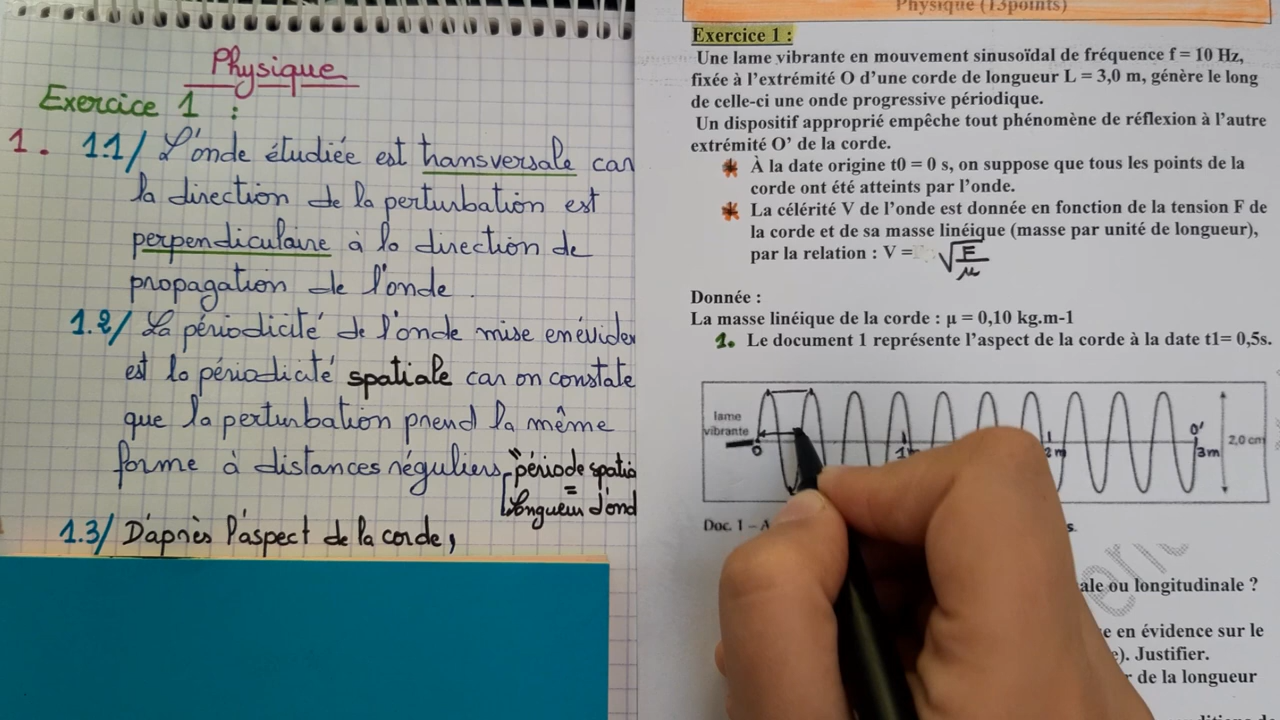 Physique
Exercice 1 :
1. 1.1/ L'onde étudiée est transversale car
la direction de la perturbation est
perpendiculaire à la direction de
propagation de l'onde.
1.2/ La périodicité de l'onde mise en éviden
est la périodicité spatiale car on constate
que la perturbation prend la même
forme à distances réguliers, "période spatia
=
longueur d'ond
1.3/ D'après l'aspect de la corde,
Physique (13points)
Exercice 1 :
Une lame vibrante en mouvement sinusoïdal de fréquence f = 10 Hz,
fixée à l'extrémité O d'une corde de longueur L = 3,0 m, génère le long
de celle-ci une onde progressive périodique.
Un dispositif approprié empêche tout phénomène de réflexion à l'autre
extrémité O' de la corde.
À la date origine t0 = 0 s, on suppose que tous les points de la
corde ont été atteints par l'onde.
La célérité V de l'onde est donnée en fonction de la tension F de
la corde et de sa masse linéique (masse par unité de longueur),
par la relation : V = √F/μ
Donnée :
La masse linéique de la corde : μ = 0,10 kg.m-1
1. Le document 1 représente l'aspect de la corde à la date t1= 0,5s.
lame
vibrante
O
1
2 m
O'
3m
2,0 cm
Doc. 1 – A
s.
ale ou longitudinale ?
e en évidence sur le
e). Justifier.
de la longueur